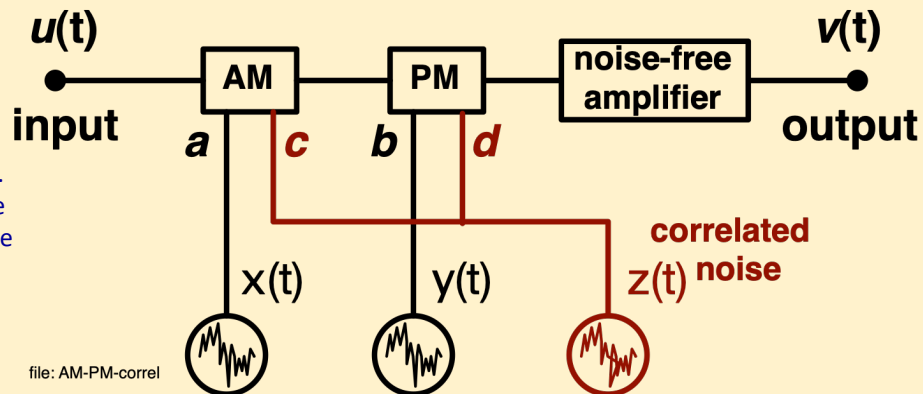 u(t)
v(t)
AM
PM
noise-free
amplifier
input
output
a
c
b
d
e
e
correlated
noise
x(t)
y(t)
z(t)
file: AM-PM-correl